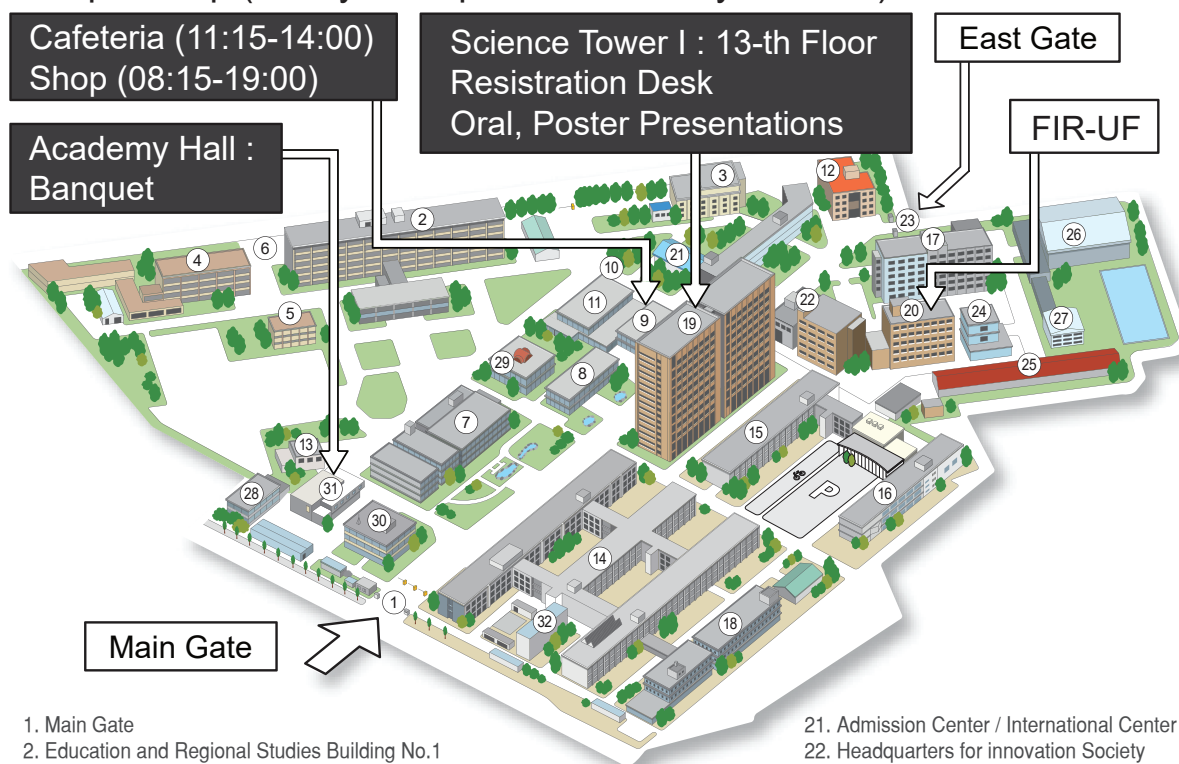 Cafeteria (11:15-14:00)
Shop (08:15-19:00)
Science Tower I : 13-th Floor
Resistration Desk
Oral, Poster Presentations
East Gate
FIR-UF
Academy Hall :
Banquet
3
12
2
23
17
26
21
6
4
10
11
22
9
19
20
24
27
5
29
8
25
7
15
13
31
28
30
P
16
14
1
32
18
Main Gate
1. Main Gate
2. Education and Regional Studies Building No.1
21. Admission Center / International Center
22. Headquarters for innovation Society